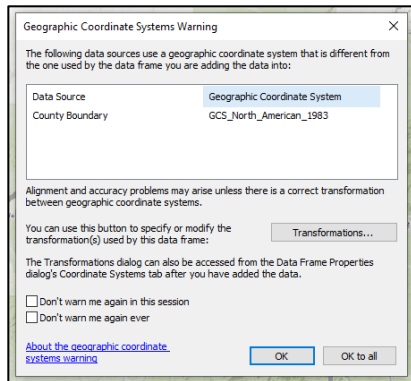 Geographic Coordinate Systems Warning
The following data sources use a geographic coordinate system that is different from
the one used by the data frame you are adding the data into:
Data Source Geographic Coordinate System
County Boundary GCS_North_American_1983
Alignment and accuracy problems may arise unless there is a correct transformation
between geographic coordinate systems.
You can use this button to specify or modify the
transformation(s) used by this data frame:
Transformations...
The Transformations dialog can also be accessed from the Data Frame Properties
dialog's Coordinate Systems tab after you have added the data.
Don't warn me again in this session
Don't warn me again ever
About the geographic coordinate
systems warning
OK OK to all